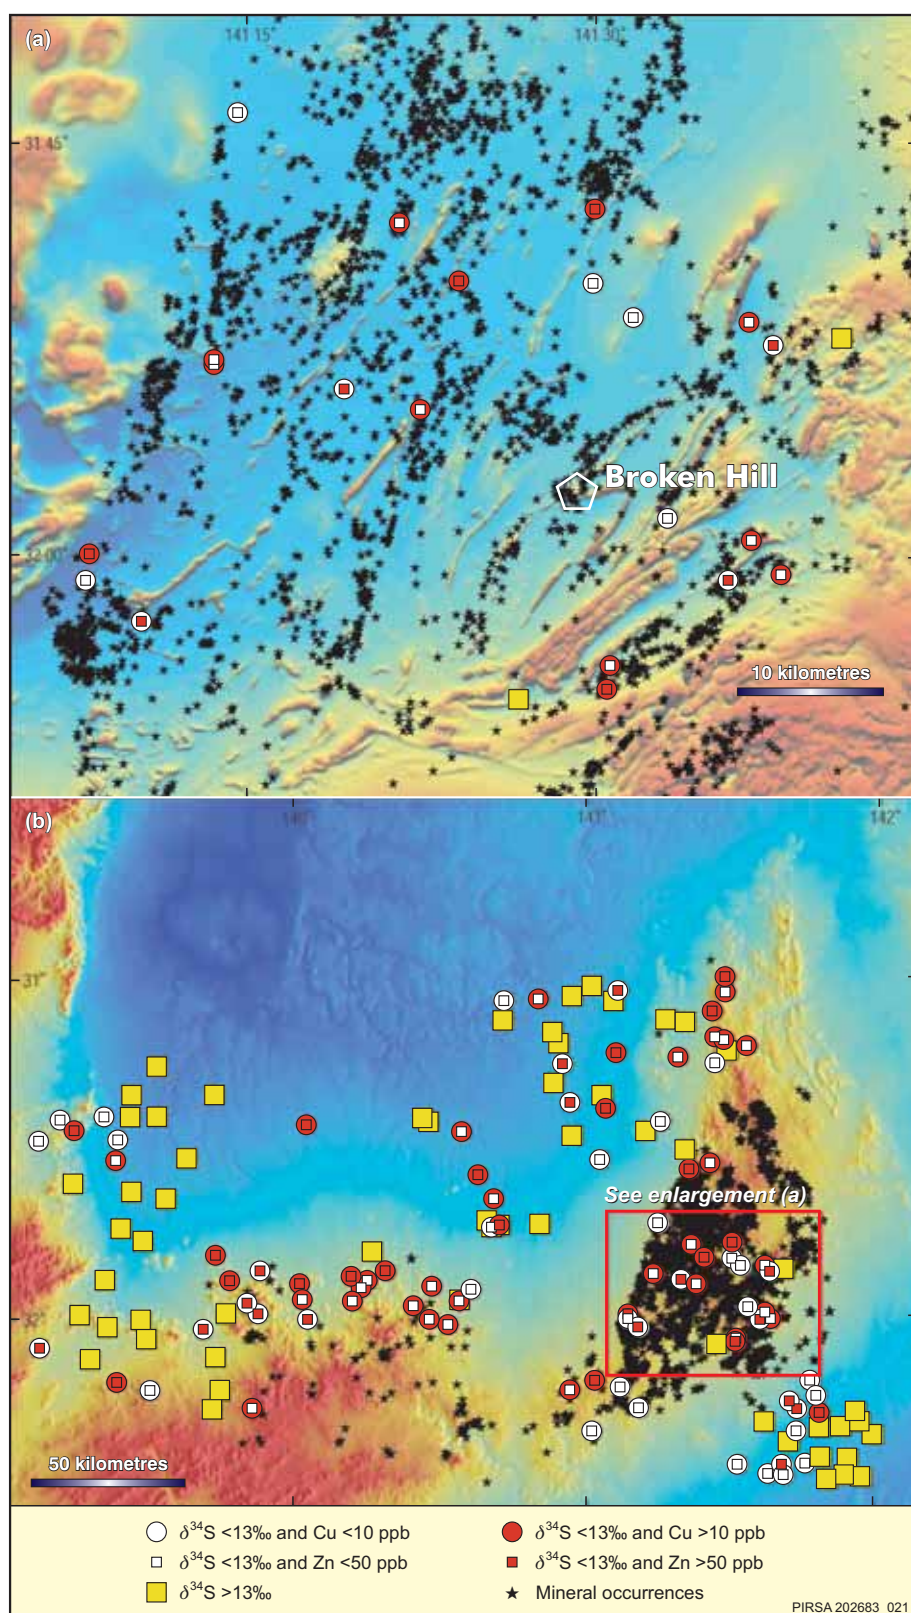 (a)
141 15'
141 30'
31 45'
Broken Hill
32 00'
10 kilometres
(b)
140°
141°
142°
31°
See enlargement (a)
32°
50 kilometres
δ³⁴S <13‰ and Cu <10 ppb
δ³⁴S <13‰ and Cu >10 ppb
δ³⁴S <13‰ and Zn <50 ppb
δ³⁴S <13‰ and Zn >50 ppb
δ³⁴S >13‰
Mineral occurrences
PIRSA 202683_021